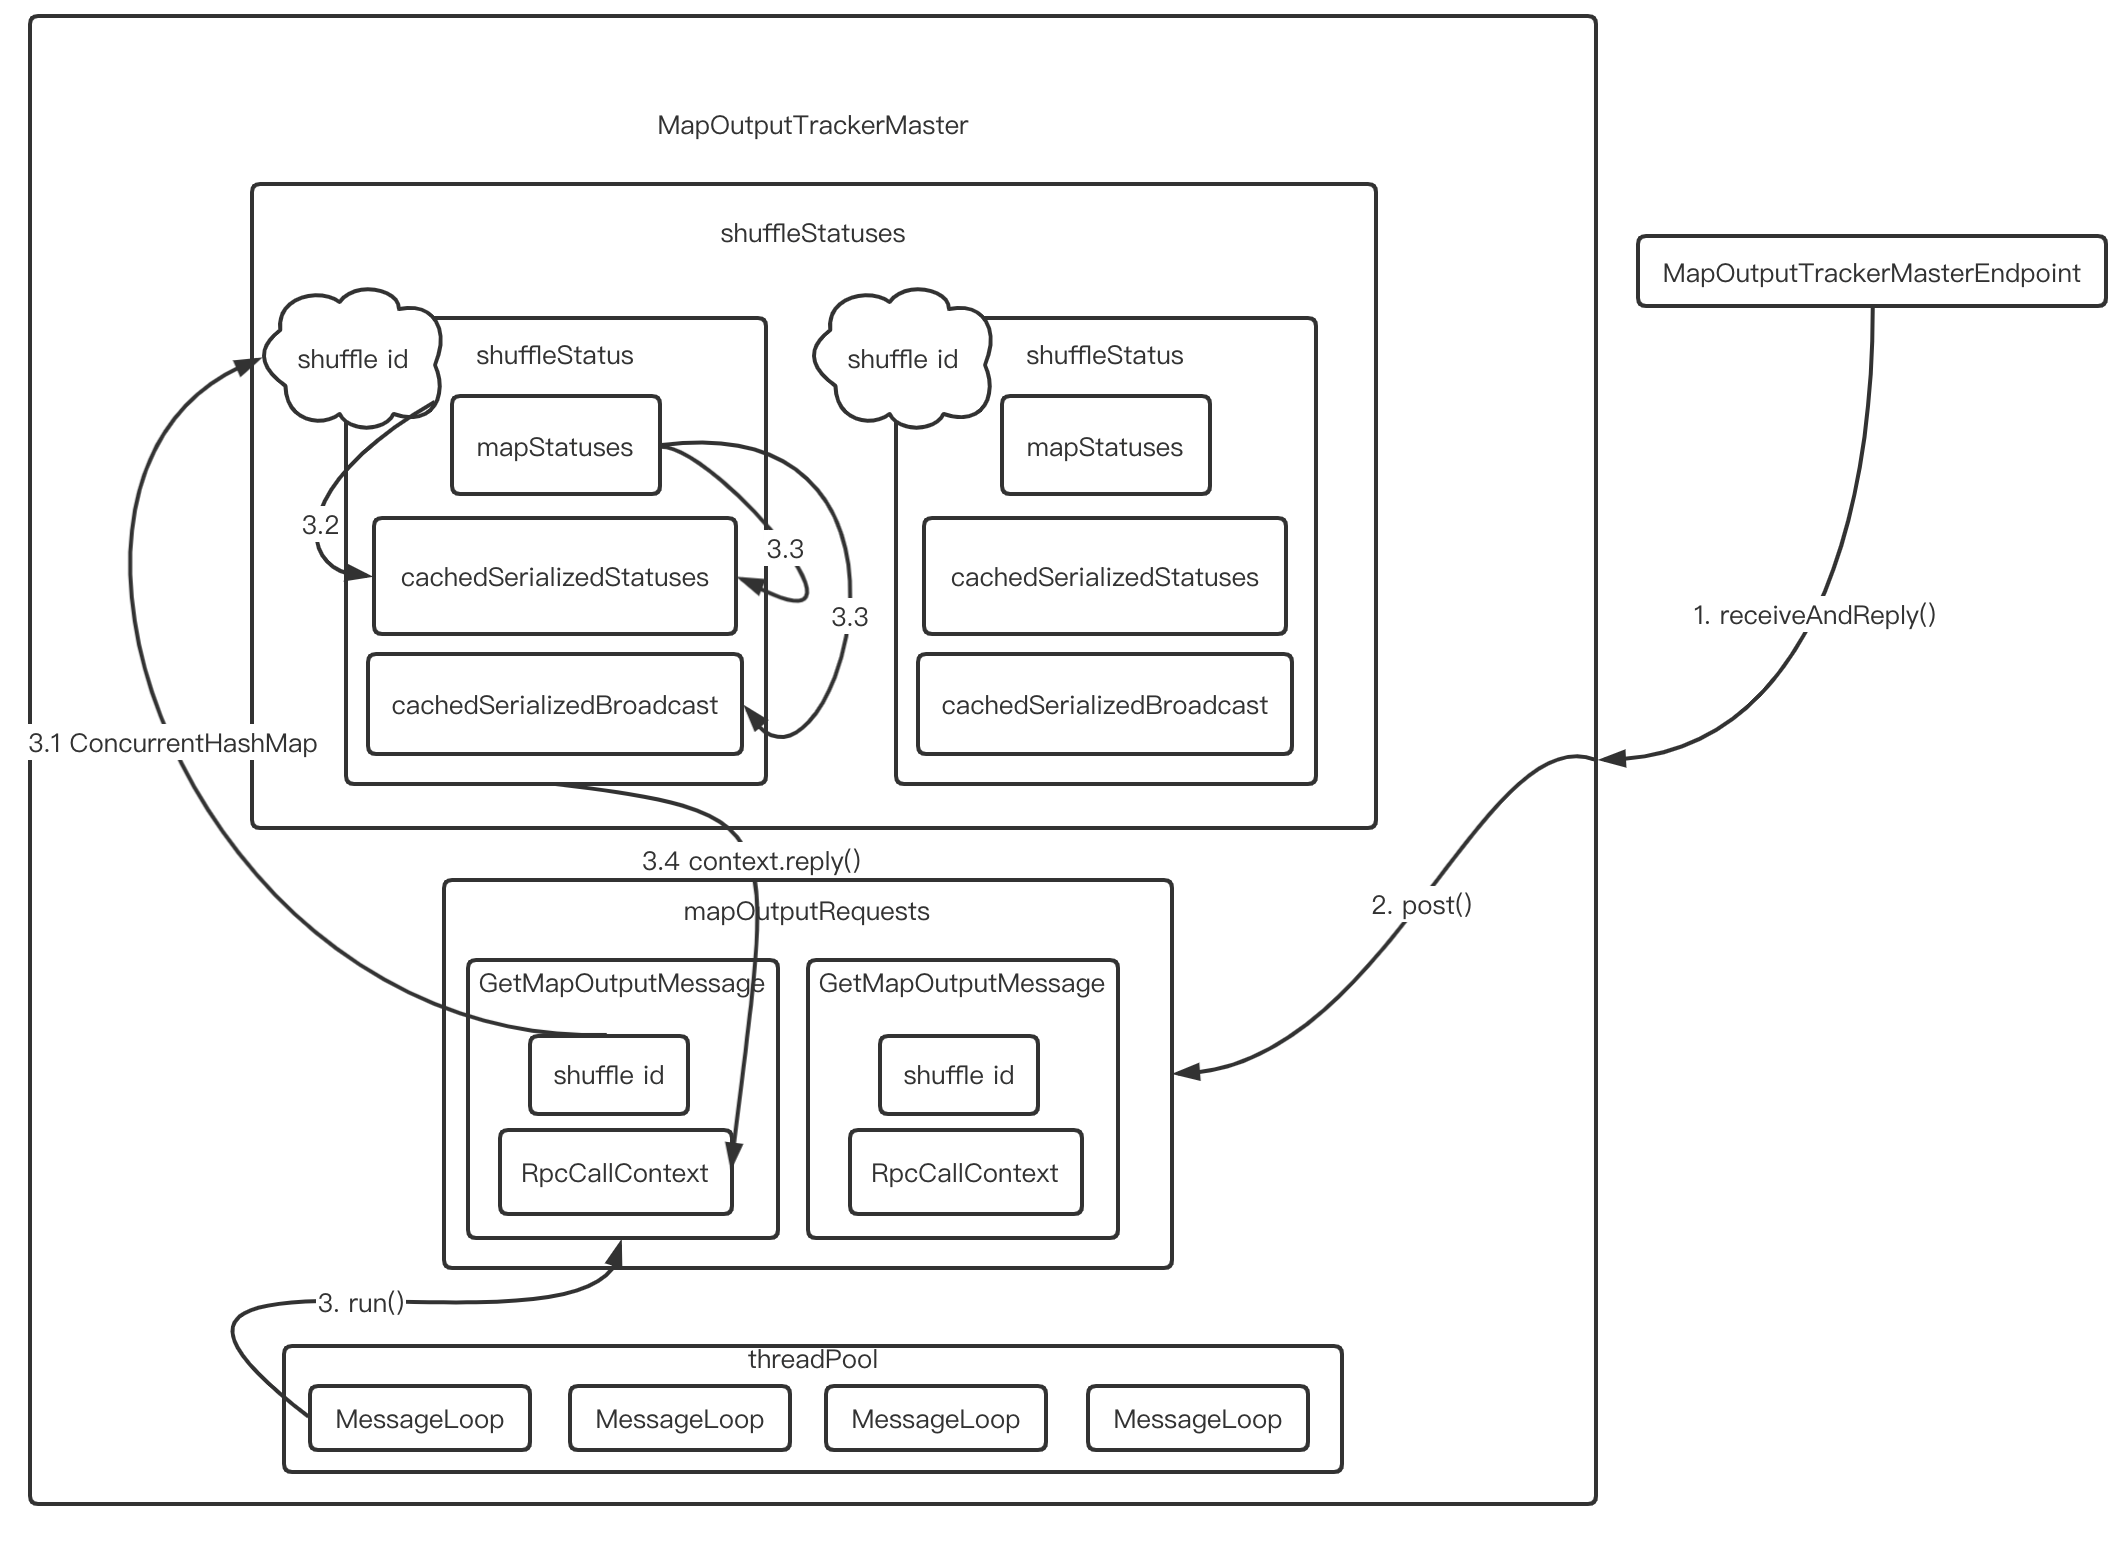 MapOutputTrackerMaster
shuffleStatuses
MapOutputTrackerMasterEndpoint
shuffle id
shuffleStatus
shuffle id
shuffleStatus
mapStatuses
mapStatuses
3.2
3.3
cachedSerializedStatuses
cachedSerializedStatuses
3.3
1. receiveAndReply()
cachedSerializedBroadcast
cachedSerializedBroadcast
3.1 ConcurrentHashMap
3.4 context.reply()
2. post()
mapOutputRequests
GetMapOutputMessage
GetMapOutputMessage
shuffle id
shuffle id
RpcCallContext
RpcCallContext
3. run()
threadPool
MessageLoop
MessageLoop
MessageLoop
MessageLoop